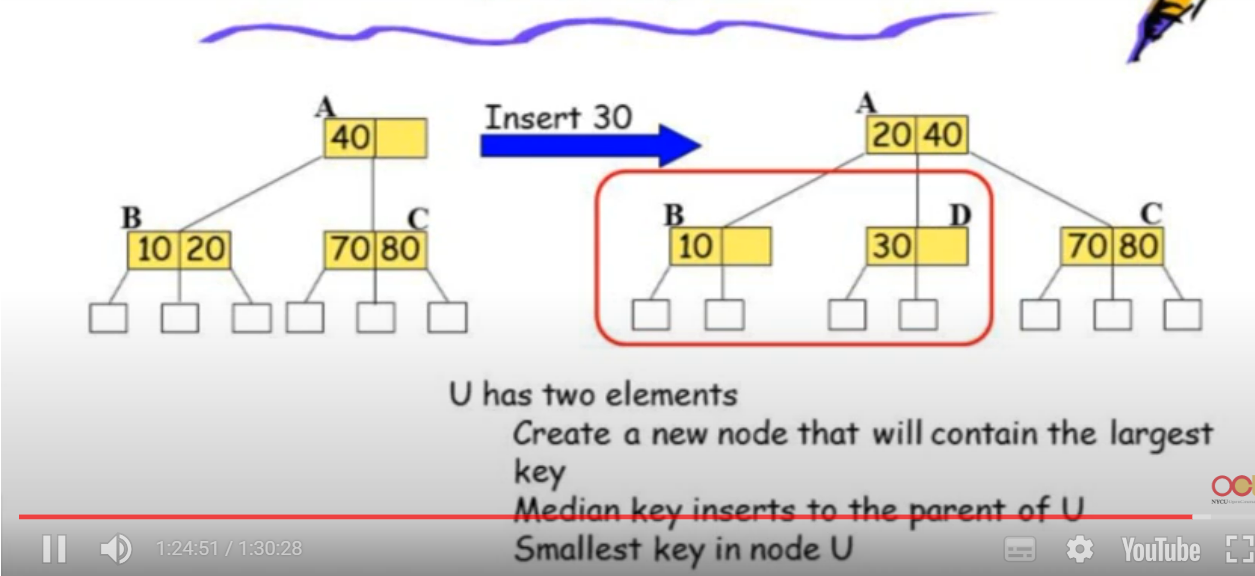 A
40
Insert 30
A
20 40
B
10 20
C
70 80
B
10
D
30
C
70 80
U has two elements
Create a new node that will contain the largest
key
Median key inserts to the parent of U
Smallest key in node U
1:24:51 / 1:30:28
YouTube
NYCU